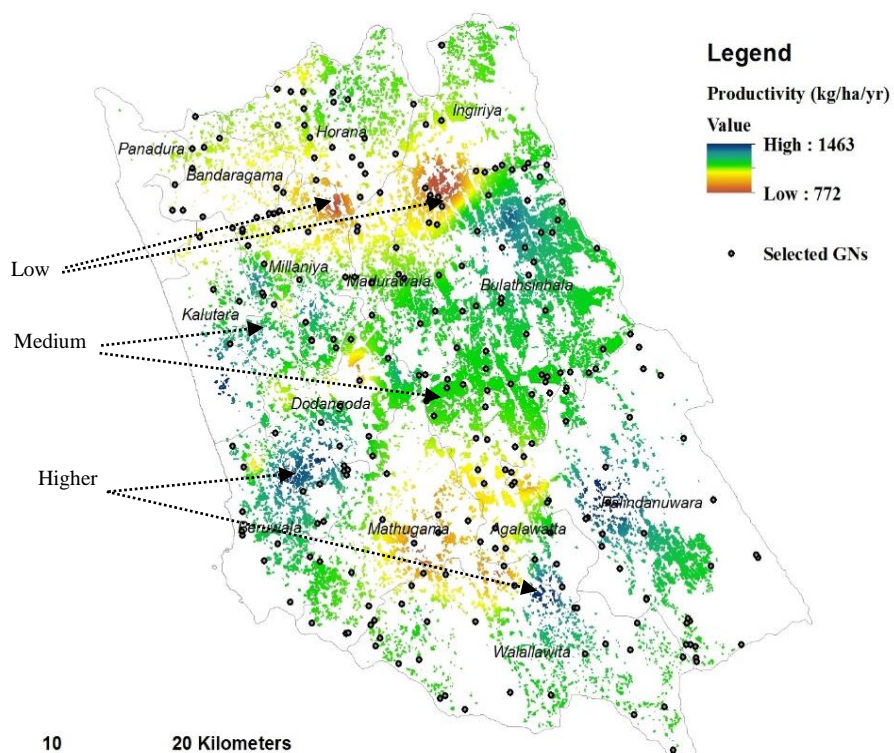 Legend
Productivity (kg/ha/yr)
Value
High : 1463
Low : 772
Selected GNs
Ingiriya
Horana
Panadura
Bandaragama
Low
Millaniya
Madurawala
Bulathsinhala
Kalutara
Medium
Dodangoda
Higher
Palindanuwara
Beruwala
Mathugama
Agalawatta
Walallawita
10 20 Kilometers